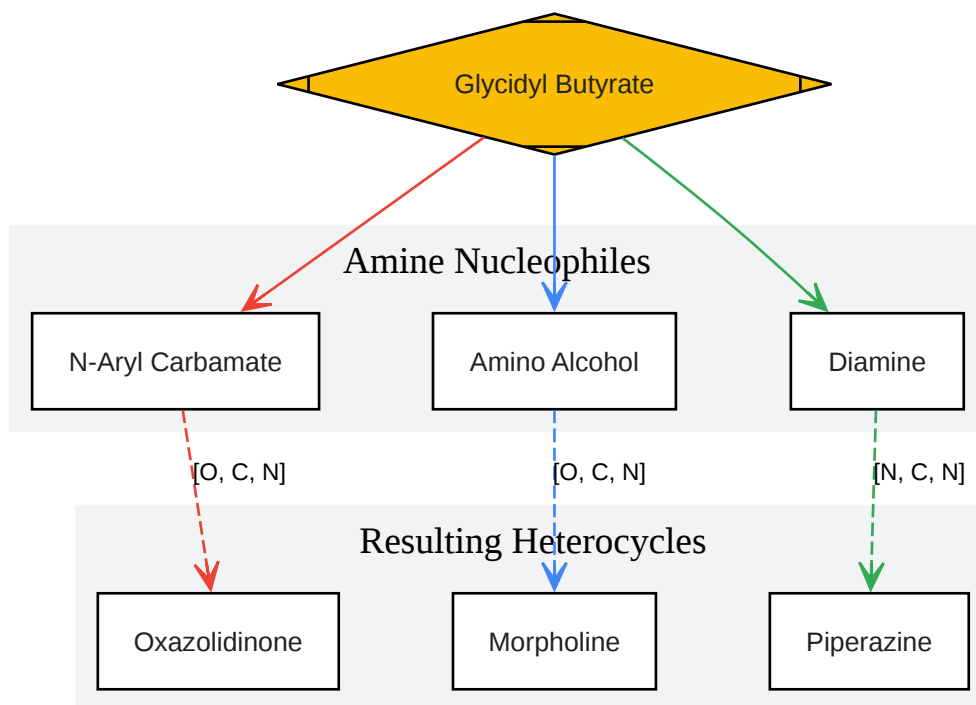 Glycidyl Butyrate
Amine Nucleophiles
N-Aryl Carbamate
Amino Alcohol
Diamine
[O, C, N]
[O, C, N]
[N, C, N]
Resulting Heterocycles
Oxazolidinone
Morpholine
Piperazine